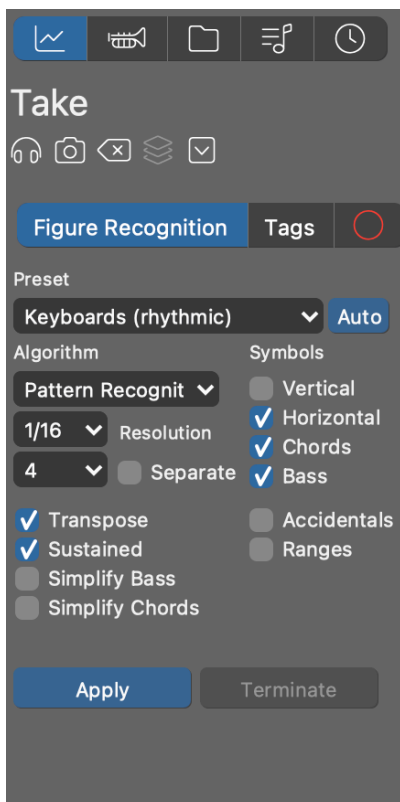 Take
Figure Recognition Tags
Preset
Keyboards (rhythmic) Auto
Algorithm Symbols
Pattern Recognit Vertical
1/16 Resolution Horizontal
Chords
4 Separate Bass
Transpose Accidentals
Sustained Ranges
Simplify Bass
Simplify Chords
Apply Terminate